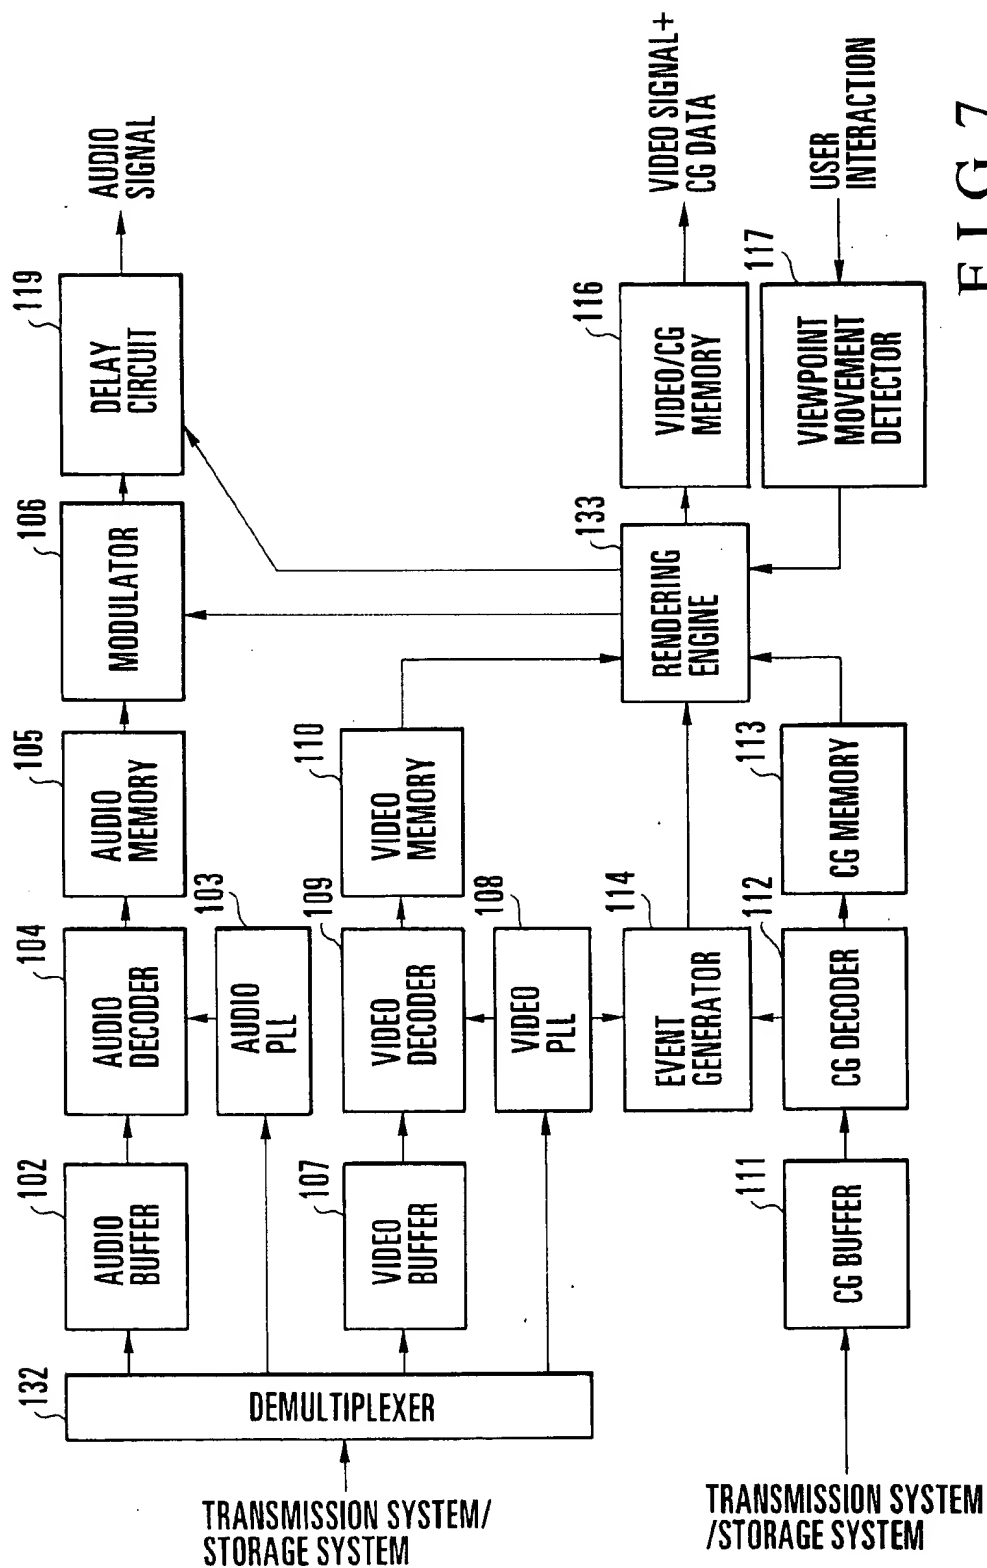 TRANSMISSION SYSTEM/
STORAGE SYSTEM
132
DEMULTIPLEXER
102
AUDIO
BUFFER
104
AUDIO
DECODER
105
AUDIO
MEMORY
106
MODULATOR
119
DELAY
CIRCUIT
AUDIO
SIGNAL
103
AUDIO
PLL
107
VIDEO
BUFFER
109
VIDEO
DECODER
110
VIDEO
MEMORY
108
VIDEO
PLL
114
EVENT
GENERATOR
133
RENDERING
ENGINE
116
VIDEO/CG
MEMORY
VIDEO SIGNAL+
CG DATA
TRANSMISSION SYSTEM
/STORAGE SYSTEM
111
CG BUFFER
112
CG DECODER
113
CG MEMORY
117
VIEWPOINT
MOVEMENT
DETECTOR
USER
INTERACTION
FIG.7